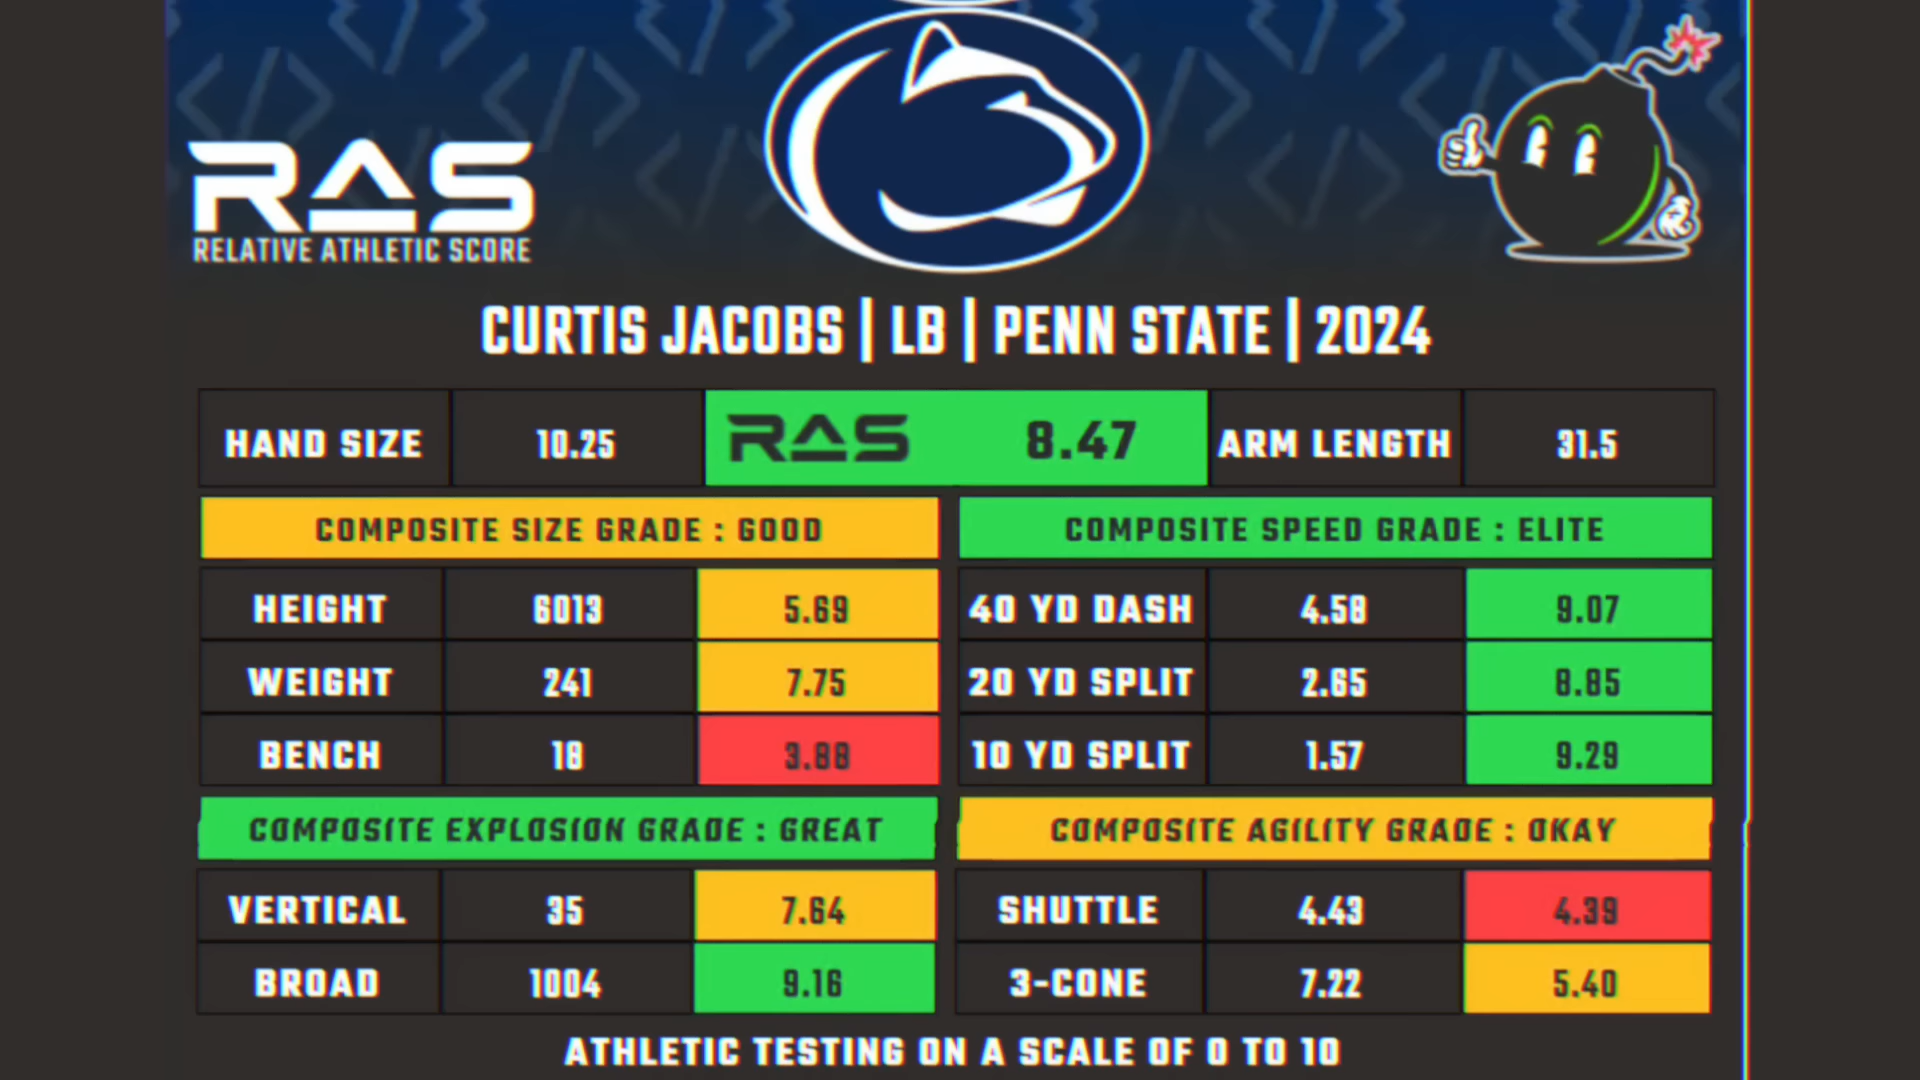 RAS
RELATIVE ATHLETIC SCORE
CURTIS JACOBS | LB | PENN STATE | 2024
HAND SIZE 10.25 RAS 8.47 ARM LENGTH 31.5
COMPOSITE SIZE GRADE : GOOD COMPOSITE SPEED GRADE : ELITE
HEIGHT 6013 5.69 40 YD DASH 4.58 9.07
WEIGHT 241 7.75 20 YD SPLIT 2.65 8.85
BENCH 18 3.88 10 YD SPLIT 1.57 9.29
COMPOSITE EXPLOSION GRADE : GREAT COMPOSITE AGILITY GRADE : OKAY
VERTICAL 35 7.64 SHUTTLE 4.43 4.39
BROAD 1004 9.16 3-CONE 7.22 5.40
ATHLETIC TESTING ON A SCALE OF 0 TO 10